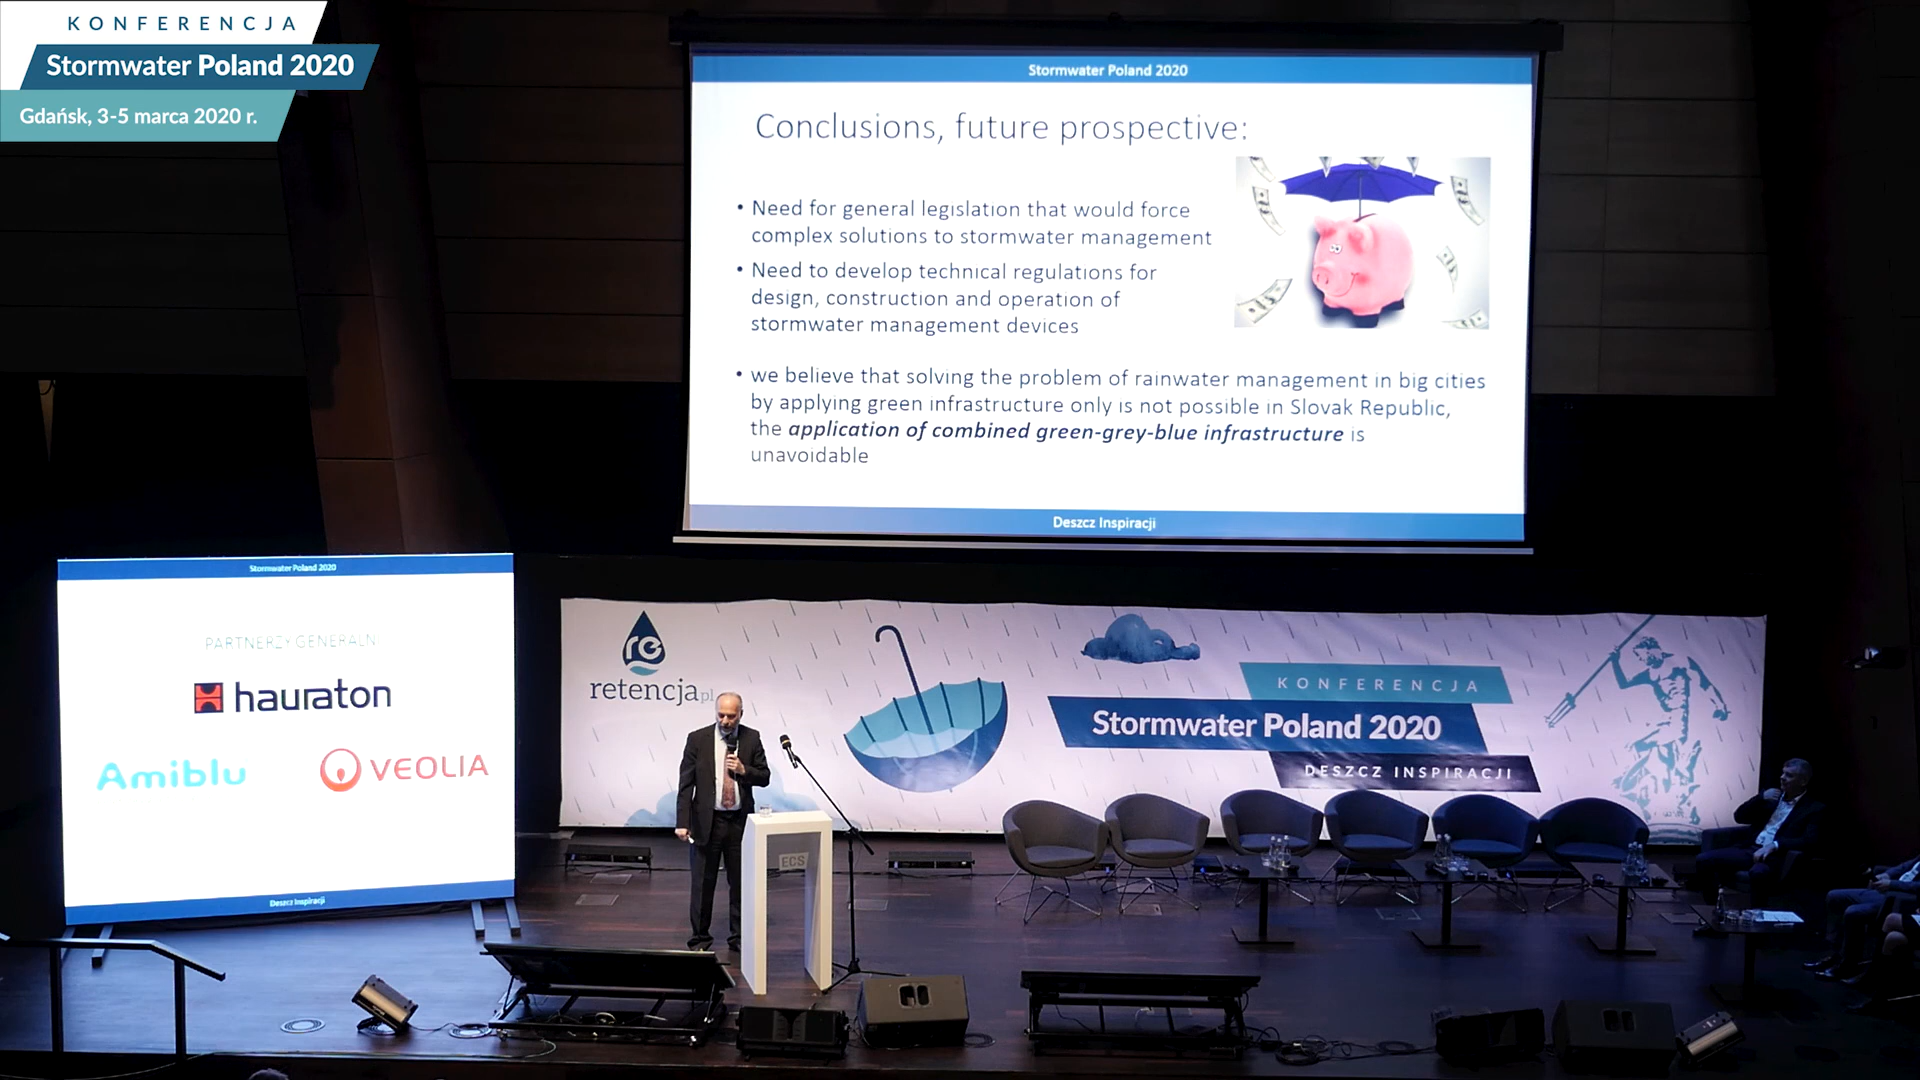 KONFERENCJA
Stormwater Poland 2020
Gdańsk, 3-5 marca 2020 r.
Stormwater Poland 2020
Conclusions, future prospective:
• Need for general legislation that would force
complex solutions to stormwater management
• Need to develop technical regulations for
design, construction and operation of
stormwater management devices
• we believe that solving the problem of rainwater management in big cities
by applying green infrastructure only is not possible in Slovak Republic,
the application of combined green-grey-blue infrastructure is
unavoidable
Deszcz Inspiracji
Stormwater Poland 2020
PARTNERZY GENERALNI
hauraton
Amiblu
VEOLIA
Deszcz Inspiracji
re
retencja.pl
KONFERENCJA
Stormwater Poland 2020
DESZCZ INSPIRACJI
ECS